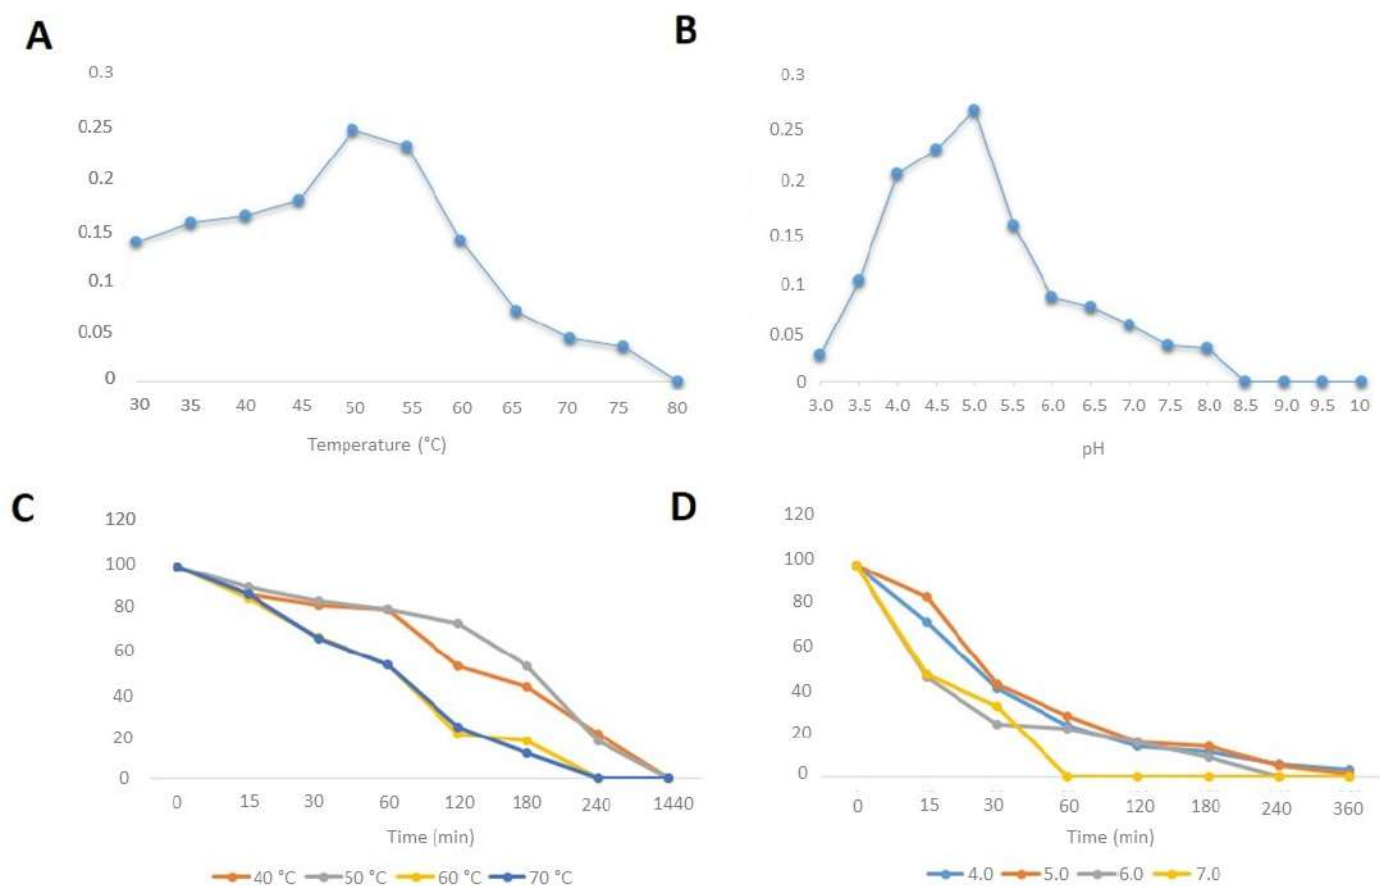 A
0.3
0.25
0.2
0.15
0.1
0.05
0
30 35 40 45 50 55 60 65 70 75 80
Temperature (°C)
B
0.3
0.25
0.2
0.15
0.1
0.05
0
3.0 3.5 4.0 4.5 5.0 5.5 6.0 6.5 7.0 7.5 8.0 8.5 9.0 9.5 10
pH
C
120
100
80
60
40
20
0
0 15 30 60 120 180 240 1440
Time (min)
40 °C 50 °C 60 °C 70 °C
D
120
100
80
60
40
20
0
0 15 30 60 120 180 240 360
Time (min)
4.0 5.0 6.0 7.0